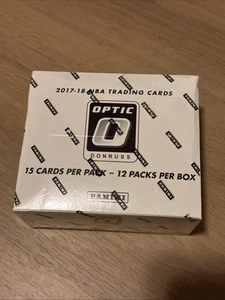 2017-18 NBA TRADING CARDS
OPTIC
DONRUSS
15 CARDS PER PACK – 12 PACKS PER BOX
PANINI